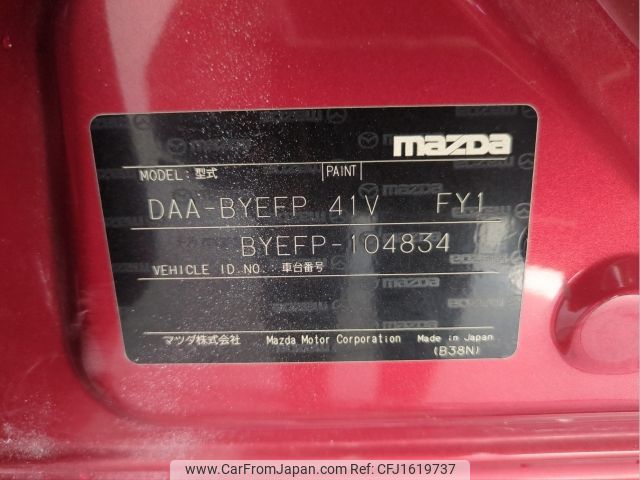 mazda
MODEL : 型式 PAINT
DAA-BYEFP 41V FY1
BYEFP-104834
VEHICLE ID.NO. : 車台番号
マツダ株式会社 Mazda Motor Corporation Made in Japan
(B38N)
www.CarFromJapan.com REF No : CFJ1619737